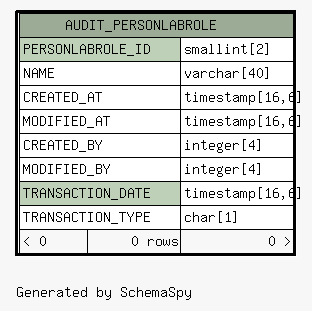 AUDIT_PERSONLABROLE
PERSONLABROLE_ID smallint[2]
NAME varchar[40]
CREATED_AT timestamp[16,6]
MODIFIED_AT timestamp[16,6]
CREATED_BY integer[4]
MODIFIED_BY integer[4]
TRANSACTION_DATE timestamp[16,6]
TRANSACTION_TYPE char[1]
< 0 0 rows 0 >
Generated by SchemaSpy